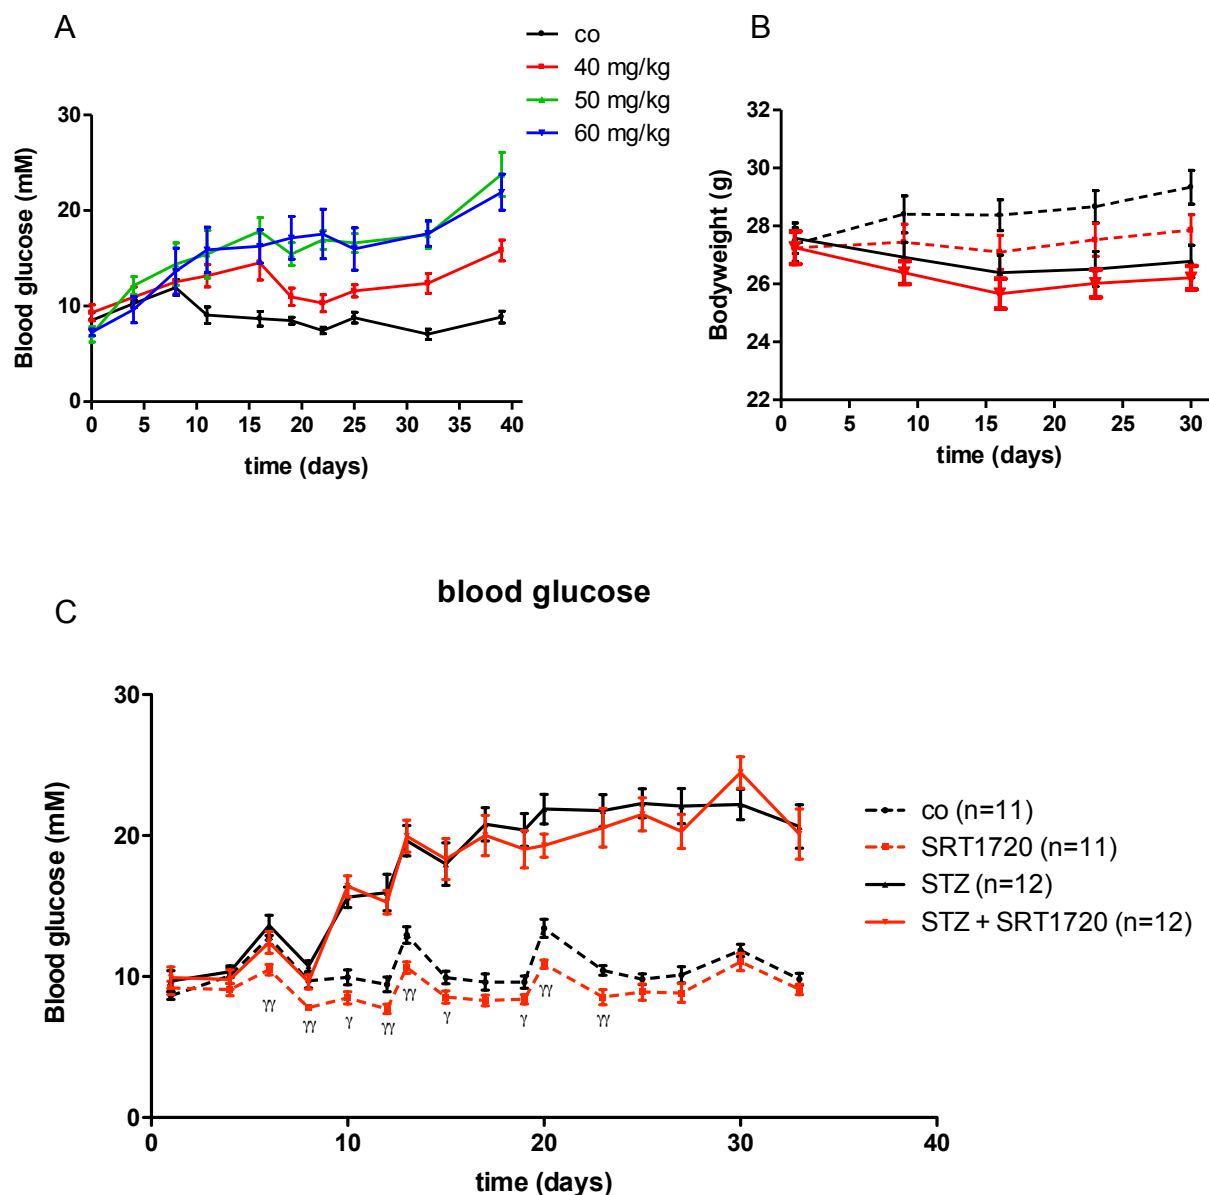 A
co
40 mg/kg
50 mg/kg
60 mg/kg
Blood glucose (mM)
30
20
10
0
0 5 10 15 20 25 30 35 40
time (days)
B
Bodyweight (g)
32
30
28
26
24
22
0 5 10 15 20 25 30
time (days)
C
blood glucose
Blood glucose (mM)
30
20
10
0
γγ γγ γ γγ γγ γ γ γγ γγ
0 10 20 30 40
time (days)
co (n=11)
SRT1720 (n=11)
STZ (n=12)
STZ + SRT1720 (n=12)